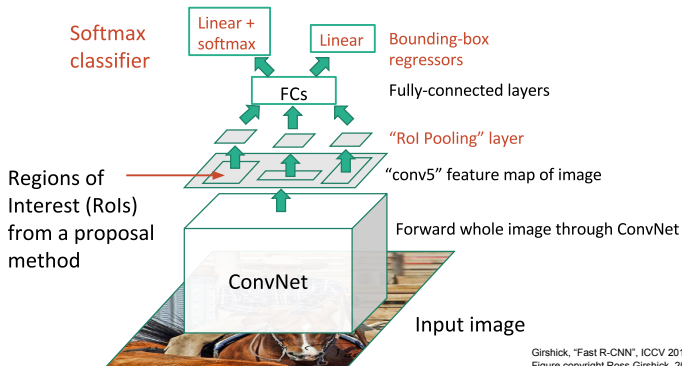 Softmax
classifier
Linear +
softmax
Linear
Bounding-box
regressors
FCs
Fully-connected layers
“RoI Pooling” layer
Regions of
Interest (RoIs)
from a proposal
method
“conv5” feature map of image
Forward whole image through ConvNet
ConvNet
Input image
Girshick, “Fast R-CNN”, ICCV 201
Figure copyright Ross Girshick, 20